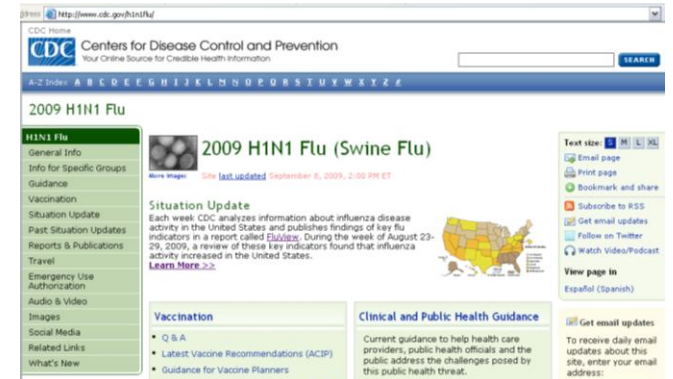 Address http://www.cdc.gov/h1n1flu/
CDC Home
CDC Centers for Disease Control and Prevention
Your Online Source for Credible Health Information
SEARCH
A-Z Index A B C D E F G H I J K L M N O P Q R S T U V W X Y Z #
2009 H1N1 Flu
H1N1 Flu
General Info
Info for Specific Groups
Guidance
Vaccination
Situation Update
Past Situation Updates
Reports & Publications
Travel
Emergency Use
Authorization
Audio & Video
Images
Social Media
Related Links
What's New
2009 H1N1 Flu (Swine Flu)
More Images
Site last updated September 8, 2009, 2:00 PM ET
Situation Update
Each week CDC analyzes information about influenza disease
activity in the United States and publishes findings of key flu
indicators in a report called FluView. During the week of August 23-
29, 2009, a review of these key indicators found that influenza
activity increased in the United States.
Learn More >>
Vaccination
• Q & A
• Latest Vaccine Recommendations (ACIP)
• Guidance for Vaccine Planners
Clinical and Public Health Guidance
Current guidance to help health care
providers, public health officials and the
public address the challenges posed by
this public health threat.
Text size: S M L XL
Email page
Print page
Bookmark and share
Subscribe to RSS
Get email updates
Follow on Twitter
Watch Video/Podcast
View page in
Español (Spanish)
Get email updates
To receive daily email
updates about this
site, enter your email
address: